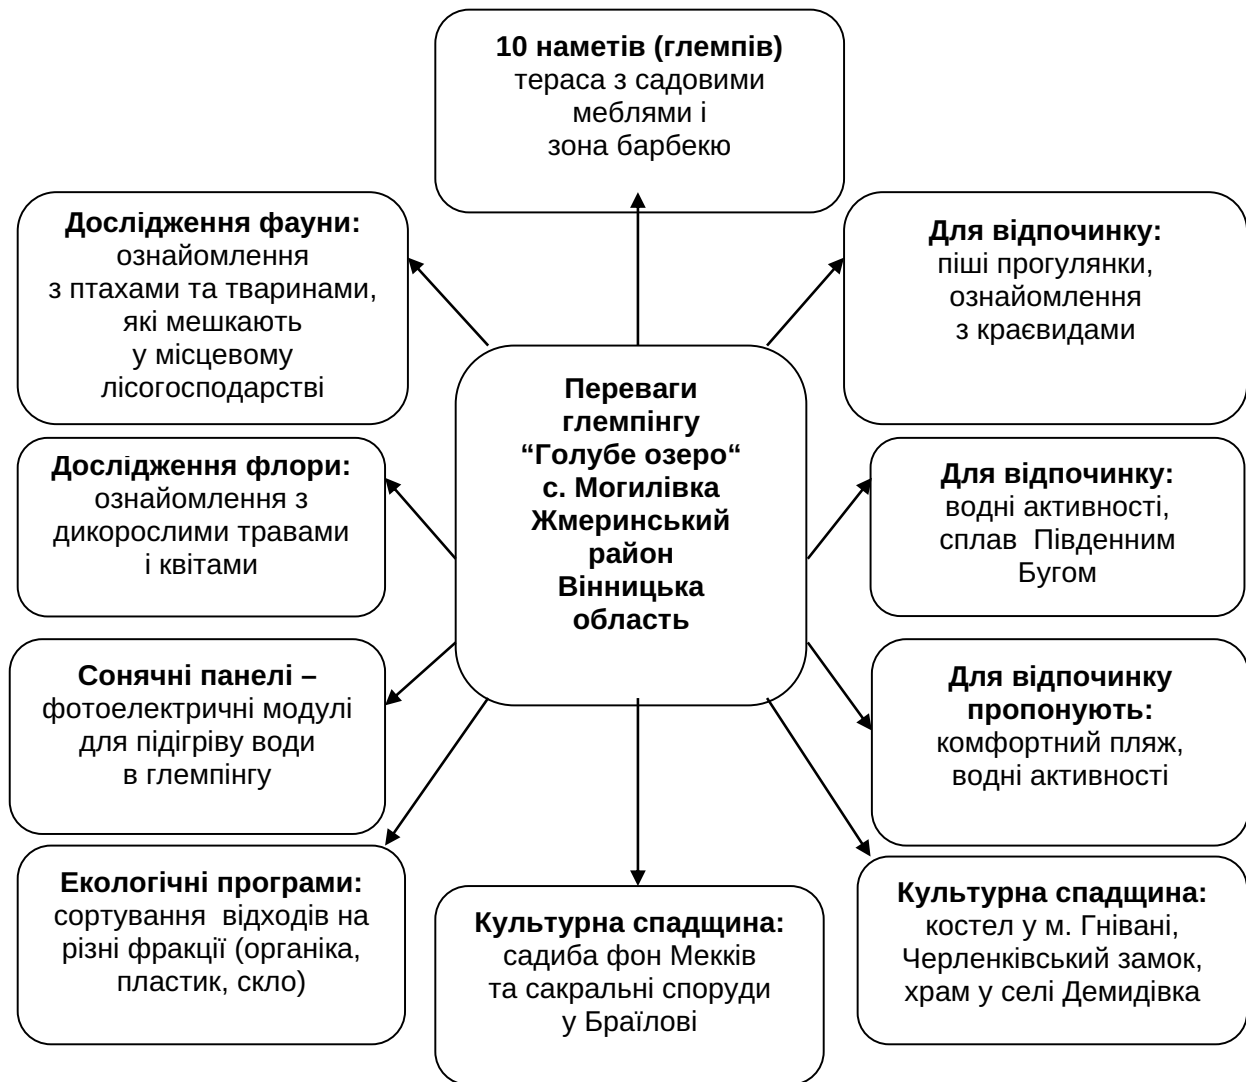 10 наметів (глемпів)
тераса з садовими
меблями і
зона барбекю
Дослідження фауни:
ознайомлення
з птахами та тваринами,
які мешкають
у місцевому
лісогосподарстві
Для відпочинку:
піші прогулянки,
ознайомлення
з краєвидами
Переваги
глемпінгу
“Голубе озеро“
с. Могилівка
Жмеринський
район
Вінницька
область
Дослідження флори:
ознайомлення з
дикорослими травами
і квітами
Для відпочинку:
водні активності,
сплав Південним
Бугом
Сонячні панелі –
фотоелектричні модулі
для підігріву води
в глемпінгу
Для відпочинку
пропонують:
комфортний пляж,
водні активності
Екологічні програми:
сортування відходів на
різні фракції (органіка,
пластик, скло)
Культурна спадщина:
садиба фон Мекків
та сакральні споруди
у Браїлові
Культурна спадщина:
костел у м. Гнівані,
Черленківський замок,
храм у селі Демидівка